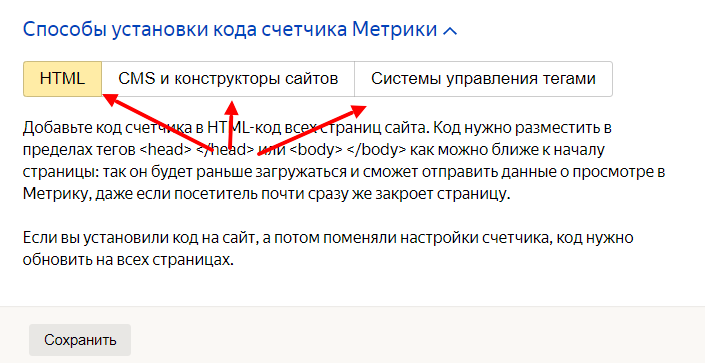 Способы установки кода счетчика Метрики
HTML CMS и конструкторы сайтов Системы управления тегами
Добавьте код счетчика в HTML-код всех страниц сайта. Код нужно разместить в
пределах тегов <head> </head> или <body> </body> как можно ближе к началу
страницы: так он будет раньше загружаться и сможет отправить данные о просмотре в
Метрику, даже если посетитель почти сразу же закроет страницу.
Если вы установили код на сайт, а потом поменяли настройки счетчика, код нужно
обновить на всех страницах.
Сохранить